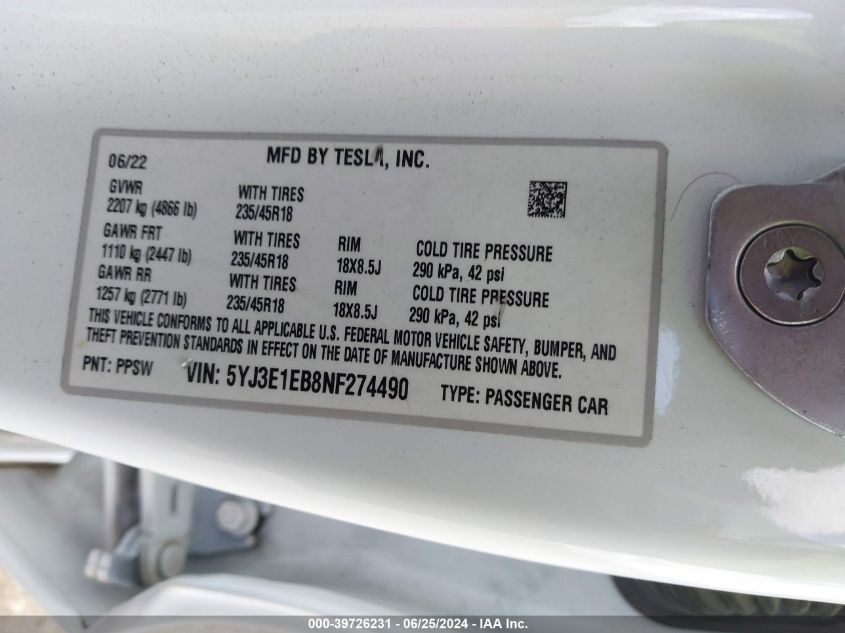 06/22 MFD BY TESLA, INC.
GVWR WITH TIRES
2207 kg (4866 lb) 235/45R18
GAWR FRT WITH TIRES RIM COLD TIRE PRESSURE
1110 kg (2447 lb) 235/45R18 18X8.5J 290 kPa, 42 psi
GAWR RR WITH TIRES RIM COLD TIRE PRESSURE
1257 kg (2771 lb) 235/45R18 18X8.5J 290 kPa, 42 psi
THIS VEHICLE CONFORMS TO ALL APPLICABLE U.S. FEDERAL MOTOR VEHICLE SAFETY, BUMPER, AND
THEFT PREVENTION STANDARDS IN EFFECT ON THE DATE OF MANUFACTURE SHOWN ABOVE.
PNT: PPSW VIN: 5YJ3E1EB8NF274490 TYPE: PASSENGER CAR
000-39726231 - 06/25/2024 - IAA Inc.